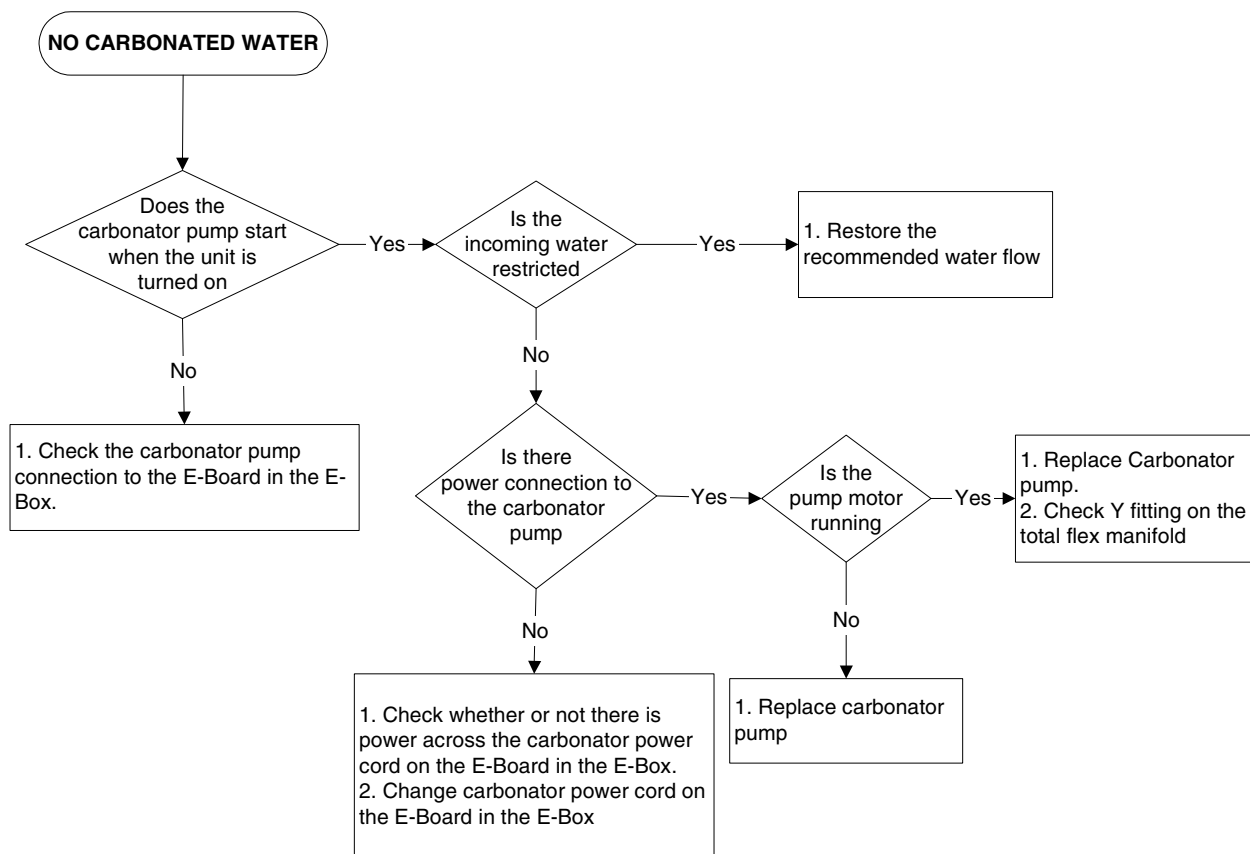 NO CARBONATED WATER
Does the
carbonator pump start
when the unit is
turned on
Yes
Is the
incoming water
restricted
Yes
1. Restore the
recommended water flow
No
No
1. Check the carbonator pump
connection to the E-Board in the E-
Box.
Is there
power connection to
the carbonator
pump
Yes
Is the
pump motor
running
Yes
1. Replace Carbonator
pump.
2. Check Y fitting on the
total flex manifold
No
No
1. Check whether or not there is
power across the carbonator power
cord on the E-Board in the E-Box.
2. Change carbonator power cord on
the E-Board in the E-Box
1. Replace carbonator
pump